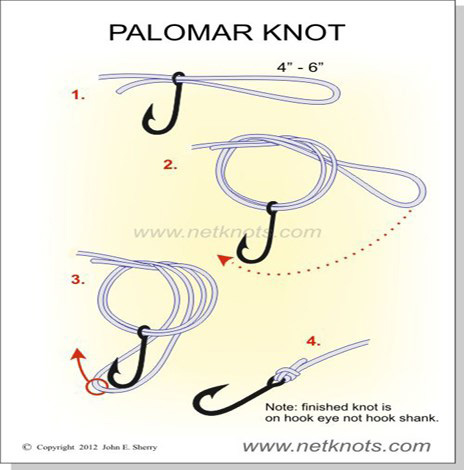 PALOMAR KNOT
4” - 6”
1.
2.
www.netknots.com
3.
4.
Note: finished knot is
on hook eye not hook shank.
© Copyright 2012 John E. Sherry
www.netknots.com